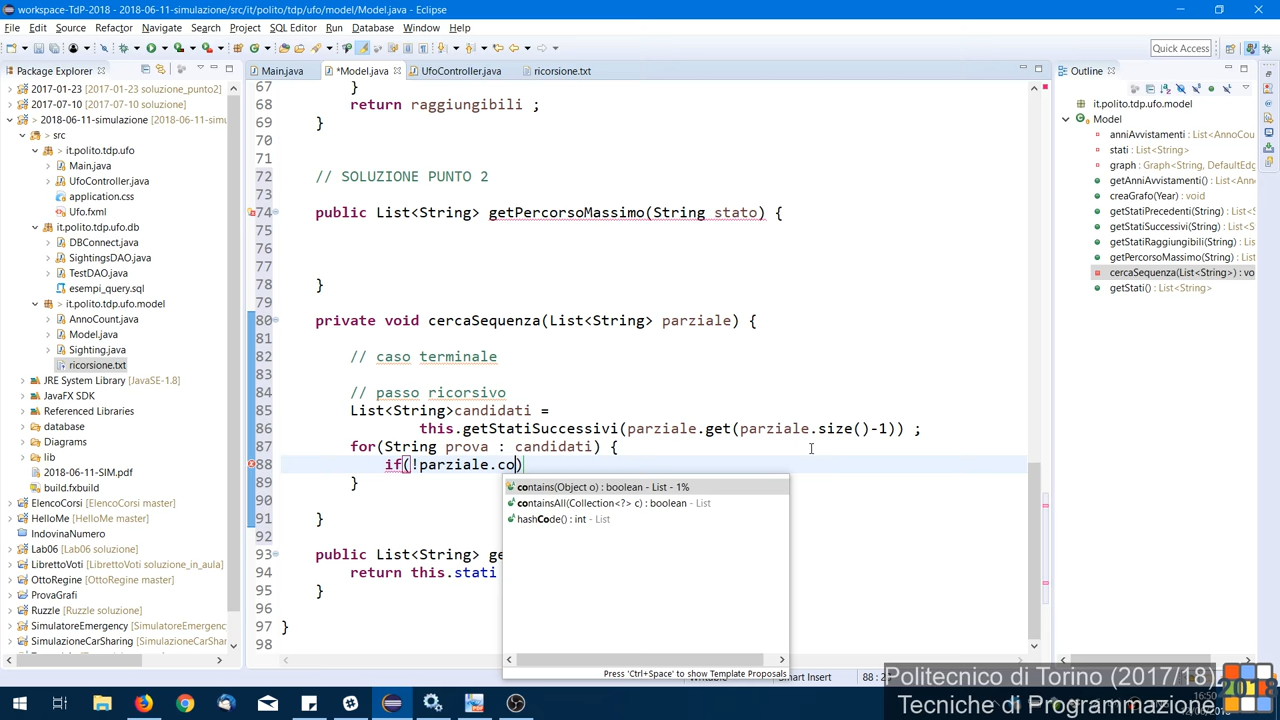 workspace-TdP-2018 - 2018-06-11-simulazione/src/it/polito/tdp/ufo/model/Model.java - Eclipse
File Edit Source Refactor Navigate Search Project SQL Editor Run Database Window Help
Quick Access
Package Explorer
Main.java
*Model.java
UfoController.java
ricorsione.txt
Outline
2017-01-23 [2017-01-23 soluzione_punto2]
2017-07-10 [2017-07-10 soluzione]
> 2018-06-11-simulazione [2018-06-11-simu
> src
> it.polito.tdp.ufo
Main.java
UfoController.java
application.css
Ufo.fxml
it.polito.tdp.ufo.db
DBConnect.java
SightingsDAO.java
TestDAO.java
esempi_query.sql
> it.polito.tdp.ufo.model
AnnoCount.java
Model.java
Sighting.java
ricorsione.txt
JRE System Library [JavaSE-1.8]
JavaFX SDK
Referenced Libraries
database
Diagrams
lib
2018-06-11-SIM.pdf
build.fxbuild
ElencoCorsi [ElencoCorsi master]
HelloMe [HelloMe master]
IndovinaNumero
Lab06 [Lab06 soluzione]
LibrettoVoti [LibrettoVoti soluzione_in_aula]
OttoRegine [OttoRegine master]
ProvaGrafi
Ruzzle [Ruzzle soluzione]
SimulatoreEmergency [SimulatoreEmergenc
SimulazioneCarSharing [SimulazioneCarShar
67 }
68 return raggiungibili ;
69 }
70
71
72 // SOLUZIONE PUNTO 2
73
74 public List<String> getPercorsoMassimo(String stato) {
75
76
77
78 }
79
80 private void cercaSequenza(List<String> parziale) {
81
82 // caso terminale
83
84 // passo ricorsivo
85 List<String>candidati =
86 this.getStatiSuccessivi(parziale.get(parziale.size()-1)) ;
87 for(String prova : candidati) {
88 if(!parziale.co)
} 
90
91 }
92
93 public List<String> ge
94 return this.stati
95 }
96
97 }
98
contains(Object o) : boolean - List - 1%
containsAll(Collection<?> c) : boolean - List
hashCode() : int - List
Press 'Ctrl+Space' to show Template Proposals
it.polito.tdp.ufo.model
Model
anniAvvistamenti : List<AnnoCou
stati : List<String>
graph : Graph<String, DefaultEdg
getAnniAvvistamenti() : List<Anno
creaGrafo(Year) : void
getStatiPrecedenti(String) : List<S
getStatiSuccessivi(String) : List<S
getStatiRaggiungibili(String) : List
getPercorsoMassimo(String) : List
cercaSequenza(List<String>) : vo
getStati() : List<String>
Smart Insert
88 : 2
Politecnico di Torino (2017/18)
Tecniche di Programmazione
2018
16:50